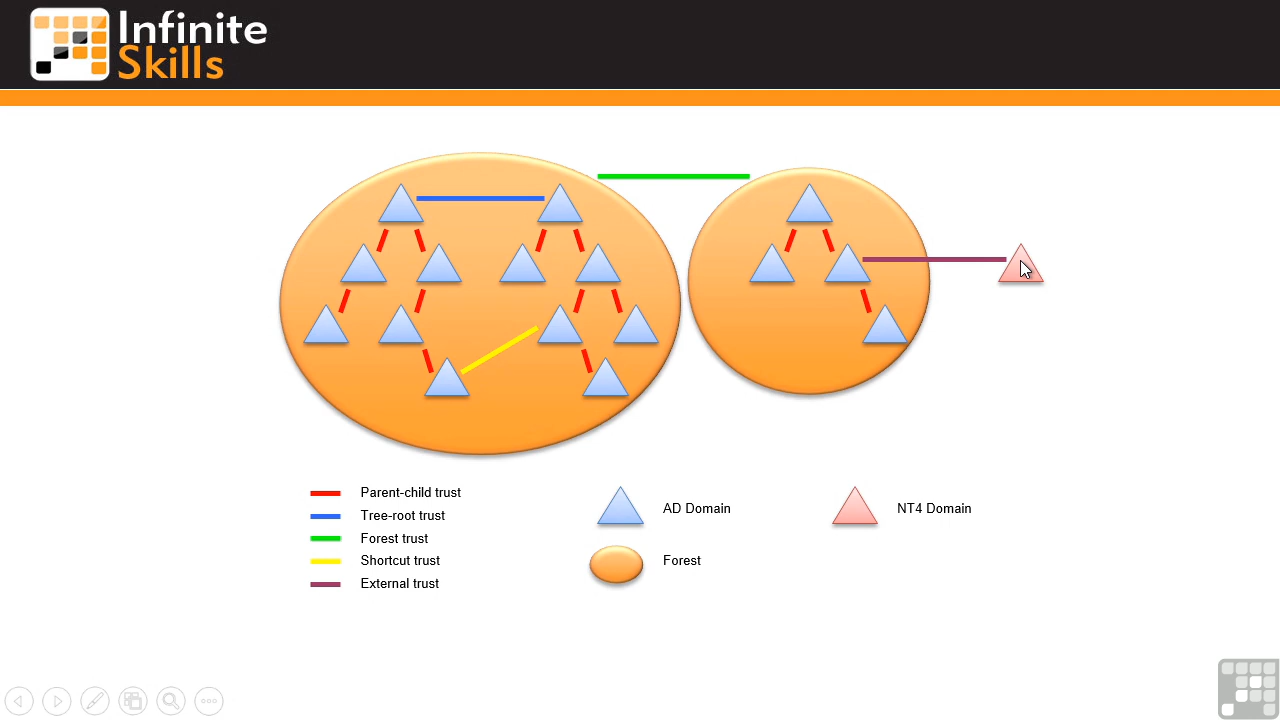 Infinite
Skills
Parent-child trust
Tree-root trust
Forest trust
Shortcut trust
External trust
AD Domain
Forest
NT4 Domain